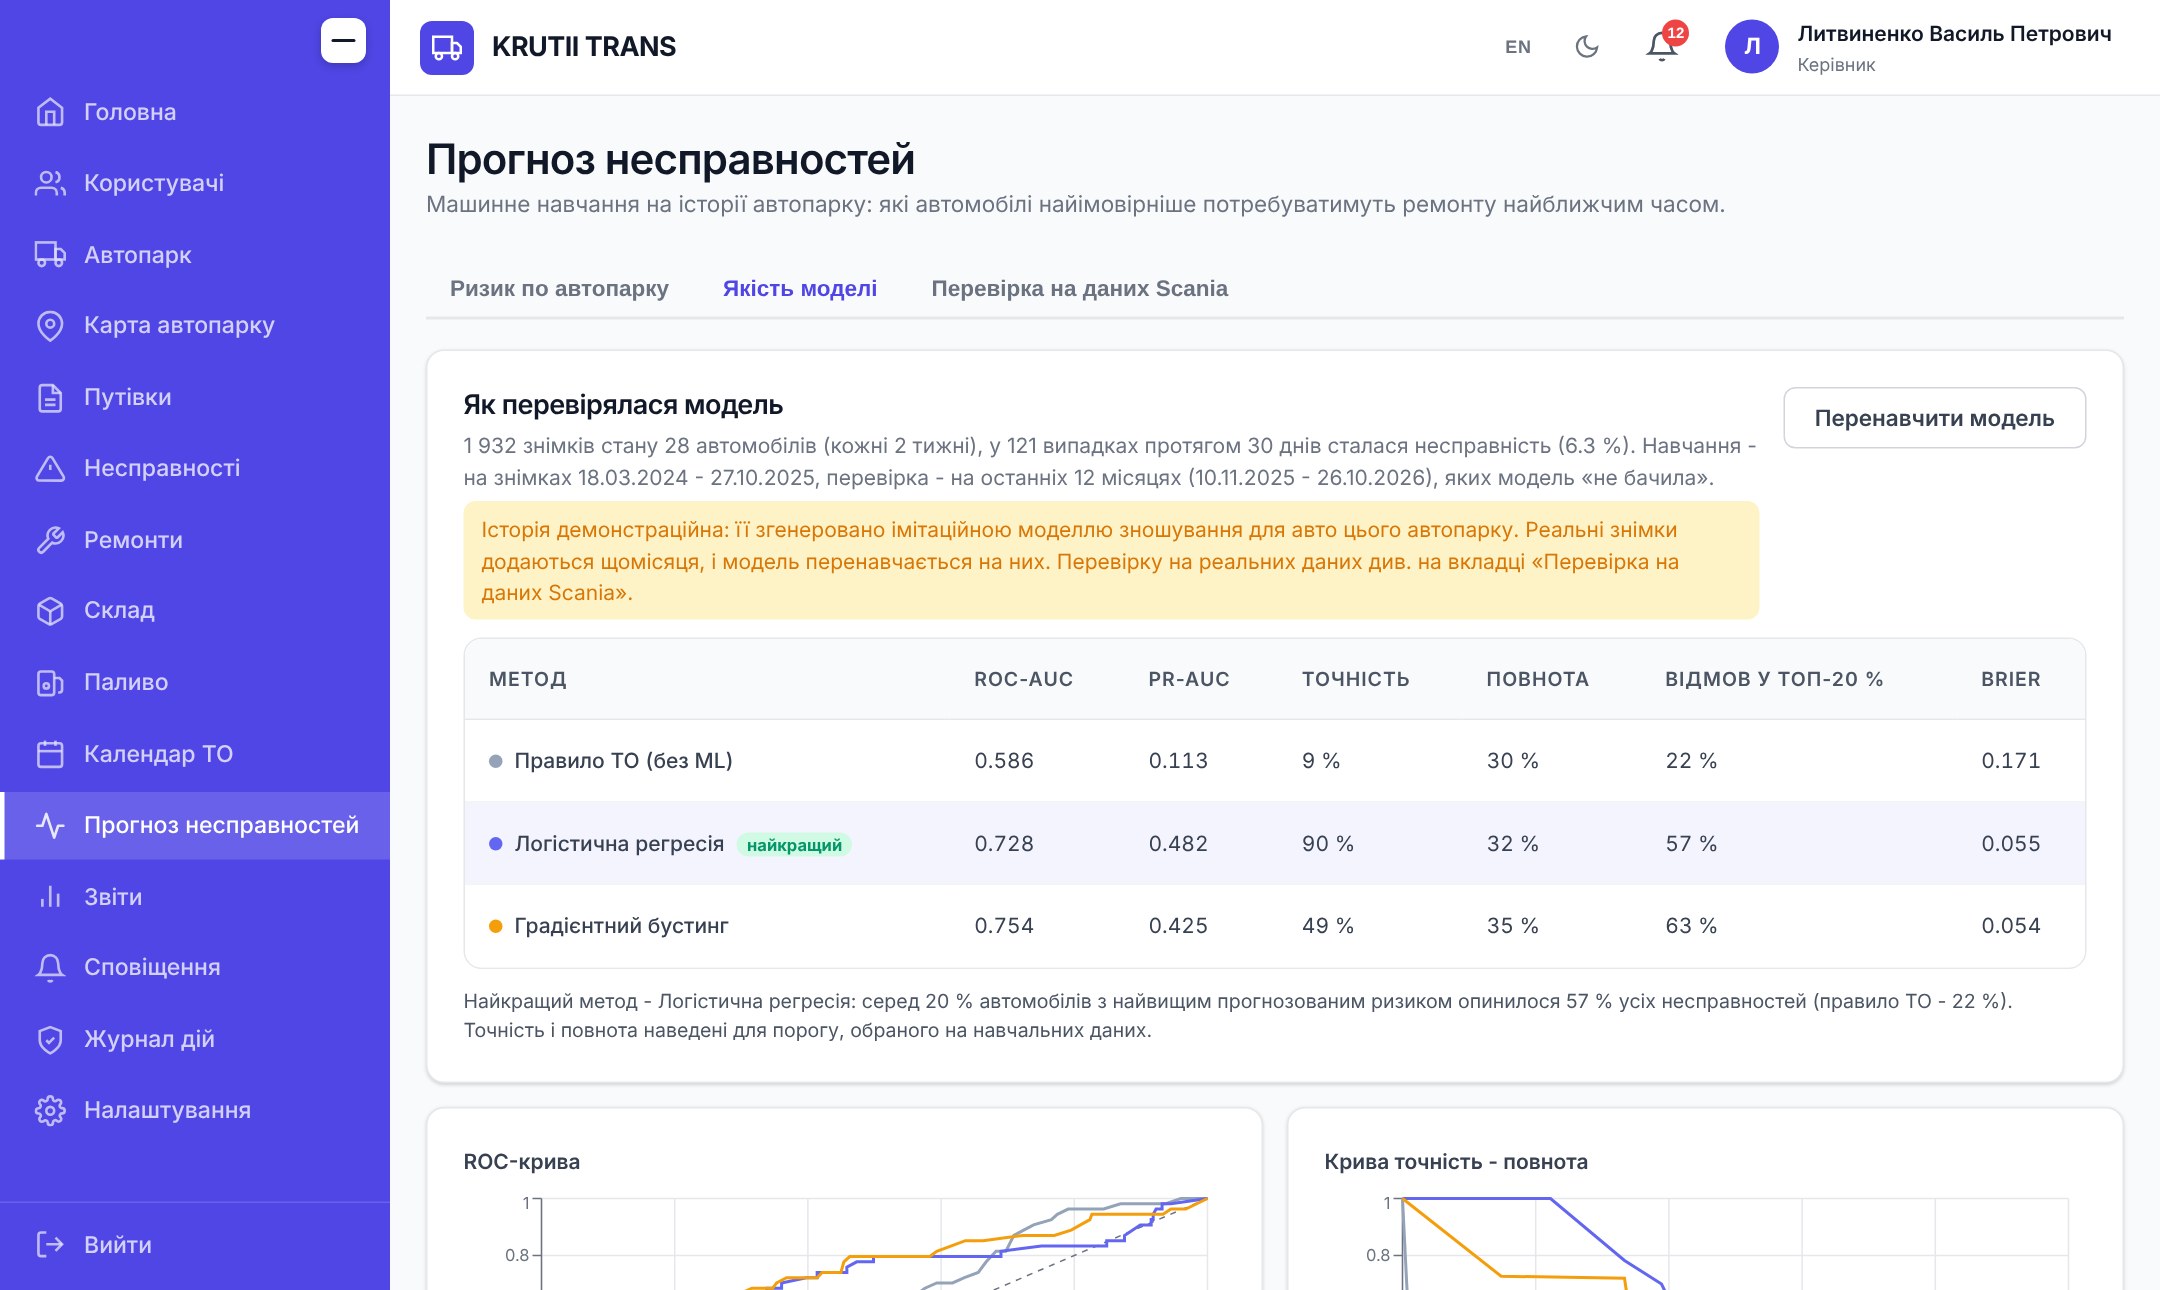 KRUTII TRANS
EN
12
Л
Литвиненко Василь Петрович
Керівник
Головна
Користувачі
Автопарк
Карта автопарку
Путівки
Несправності
Ремонти
Склад
Паливо
Календар ТО
Прогноз несправностей
Звіти
Сповіщення
Журнал дій
Налаштування
Вийти
Прогноз несправностей
Машинне навчання на історії автопарку: які автомобілі найімовірніше потребуватимуть ремонту найближчим часом.
Ризик по автопарку Якість моделі Перевірка на даних Scania
Як перевірялася модель
Перенавчити модель
1 932 знімків стану 28 автомобілів (кожні 2 тижні), у 121 випадках протягом 30 днів сталася несправність (6.3 %). Навчання -
на знімках 18.03.2024 - 27.10.2025, перевірка - на останніх 12 місяцях (10.11.2025 - 26.10.2026), яких модель «не бачила».
Історія демонстраційна: її згенеровано імітаційною моделлю зношування для авто цього автопарку. Реальні знімки
додаються щомісяця, і модель перенавчається на них. Перевірку на реальних даних див. на вкладці «Перевірка на
даних Scania».
МЕТОД ROC-AUC PR-AUC ТОЧНІСТЬ ПОВНОТА ВІДМОВ У ТОП-20 % BRIER
Правило ТО (без ML) 0.586 0.113 9 % 30 % 22 % 0.171
Логістична регресія найкращий 0.728 0.482 90 % 32 % 57 % 0.055
Градієнтний бустинг 0.754 0.425 49 % 35 % 63 % 0.054
Найкращий метод - Логістична регресія: серед 20 % автомобілів з найвищим прогнозованим ризиком опинилося 57 % усіх несправностей (правило ТО - 22 %).
Точність і повнота наведені для порогу, обраного на навчальних даних.
ROC-крива
1
0.8
Крива точність - повнота
1
0.8